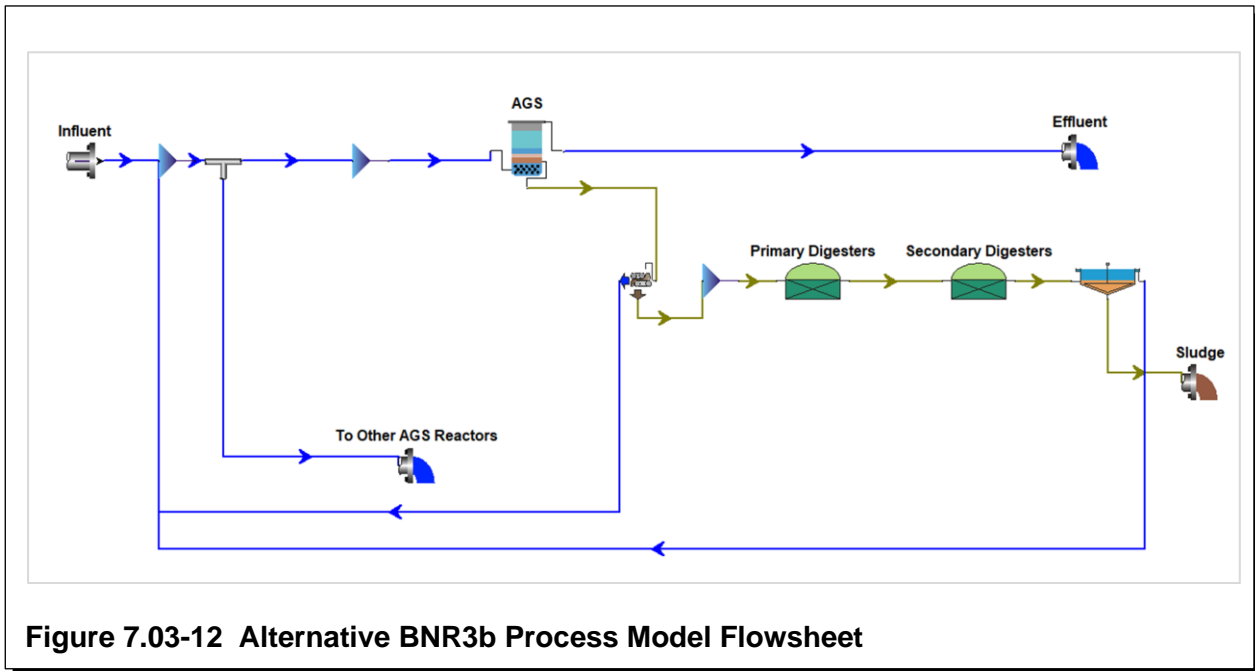 AGS
Influent
Effluent
Primary Digesters
Secondary Digesters
Sludge
To Other AGS Reactors
Figure 7.03-12 Alternative BNR3b Process Model Flowsheet